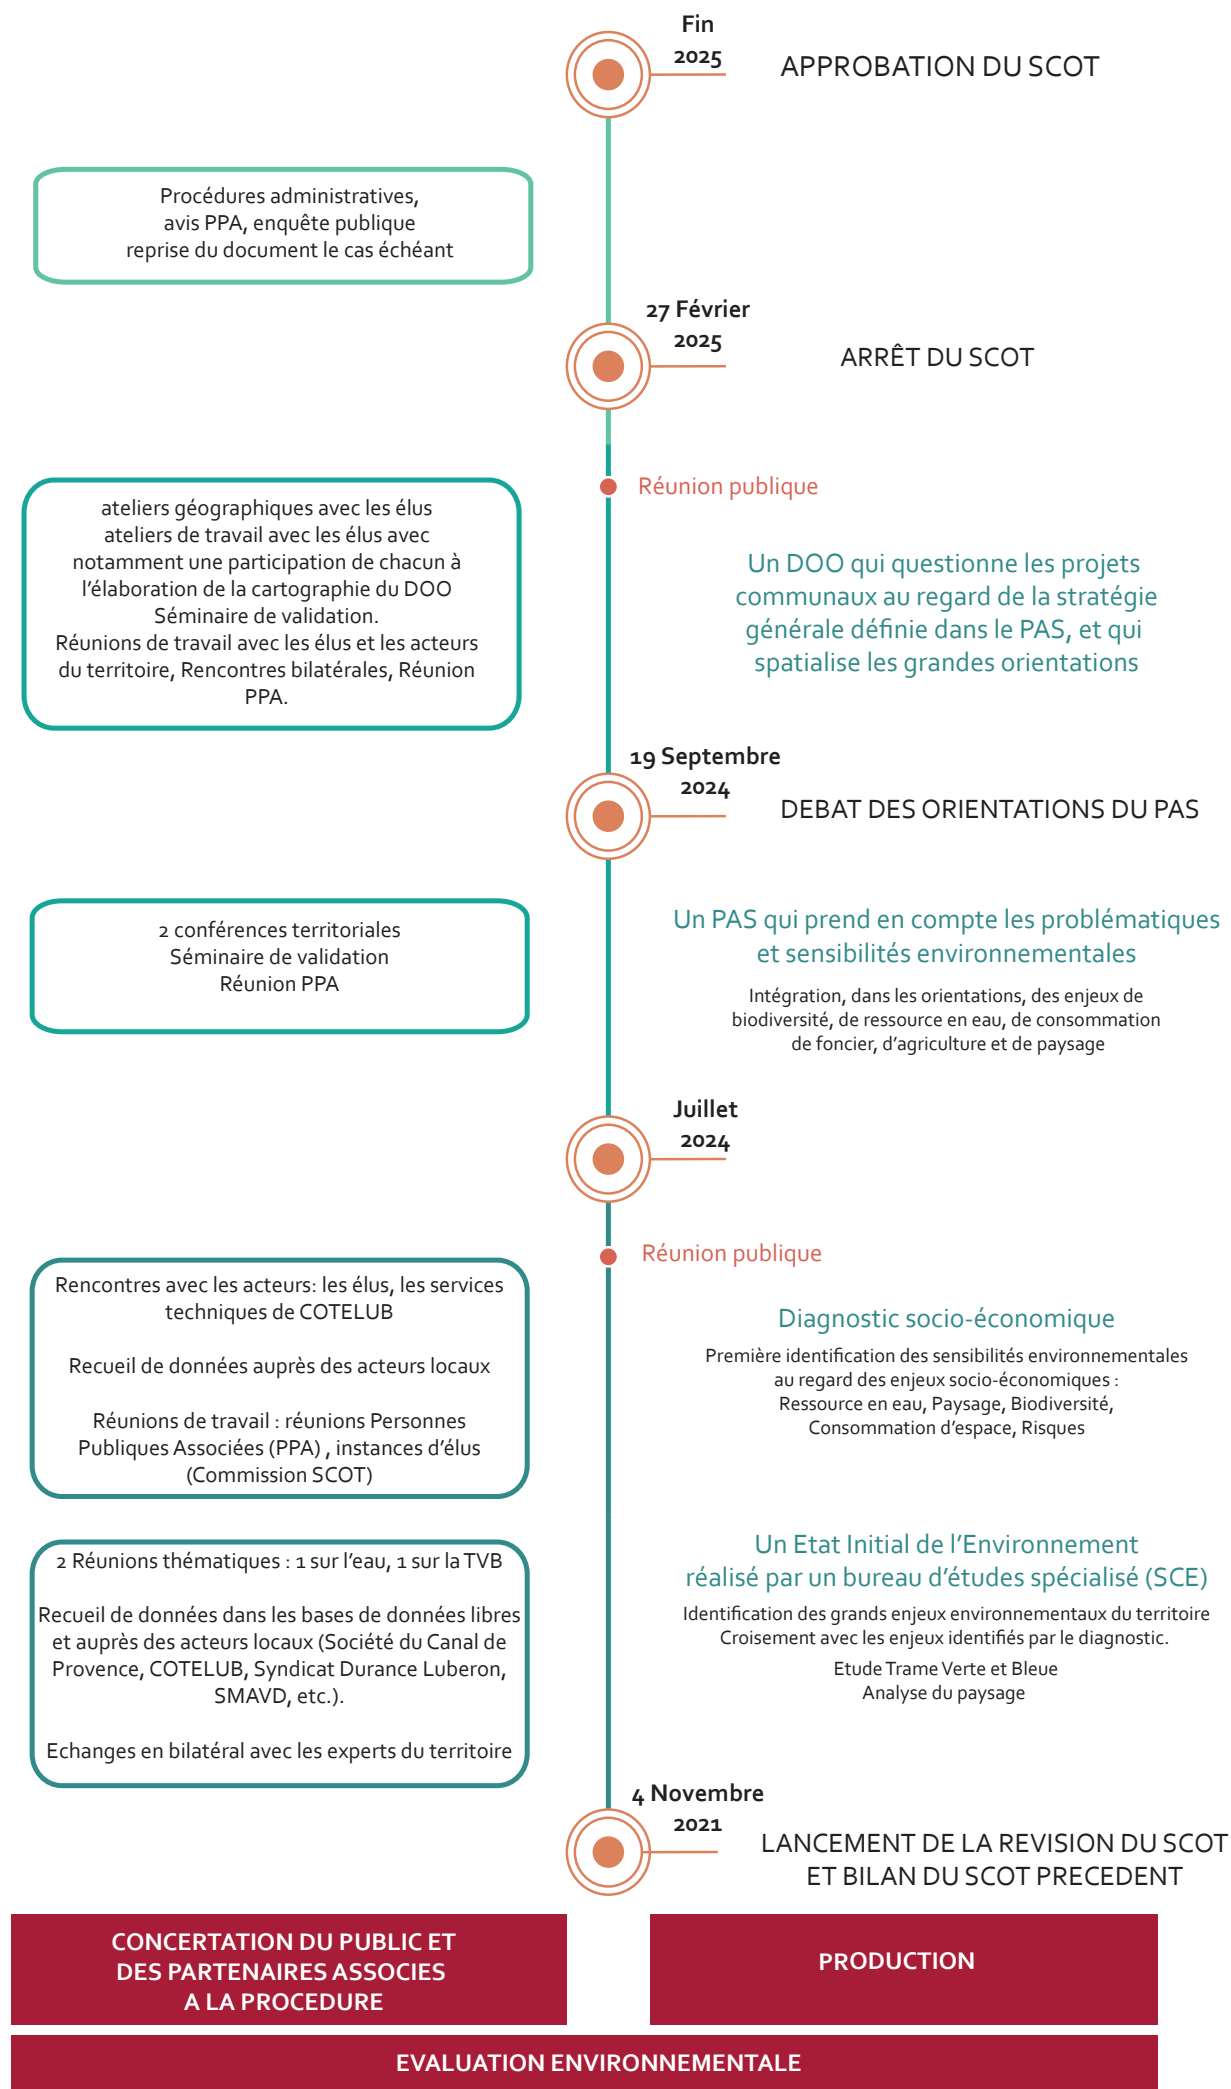 Fin
2025
APPROBATION DU SCOT
Procédures administratives,
avis PPA, enquête publique
reprise du document le cas échéant
27 Février
2025
ARRÊT DU SCOT
Réunion publique
ateliers géographiques avec les élus
ateliers de travail avec les élus avec
notamment une participation de chacun à
l'élaboration de la cartographie du DOO
Séminaire de validation.
Réunions de travail avec les élus et les acteurs
du territoire, Rencontres bilatérales, Réunion
PPA.
Un DOO qui questionne les projets
communaux au regard de la stratégie
générale définie dans le PAS, et qui
spatialise les grandes orientations
19 Septembre
2024
DEBAT DES ORIENTATIONS DU PAS
2 conférences territoriales
Séminaire de validation
Réunion PPA
Un PAS qui prend en compte les problématiques
et sensibilités environnementales
Intégration, dans les orientations, des enjeux de
biodiversité, de ressource en eau, de consommation
de foncier, d'agriculture et de paysage
Juillet
2024
Réunion publique
Rencontres avec les acteurs: les élus, les services
techniques de COTELUB
Recueil de données auprès des acteurs locaux
Réunions de travail : réunions Personnes
Publiques Associées (PPA) , instances d'élus
(Commission SCOT)
Diagnostic socio-économique
Première identification des sensibilités environnementales
au regard des enjeux socio-économiques :
Ressource en eau, Paysage, Biodiversité,
Consommation d'espace, Risques
2 Réunions thématiques : 1 sur l'eau, 1 sur la TVB
Recueil de données dans les bases de données libres
et auprès des acteurs locaux (Société du Canal de
Provence, COTELUB, Syndicat Durance Luberon,
SMAVD, etc.).
Echanges en bilatéral avec les experts du territoire
Un Etat Initial de l'Environnement
réalisé par un bureau d'études spécialisé (SCE)
Identification des grands enjeux environnementaux du territoire
Croisement avec les enjeux identifiés par le diagnostic.
Etude Trame Verte et Bleue
Analyse du paysage
4 Novembre
2021
LANCEMENT DE LA REVISION DU SCOT
ET BILAN DU SCOT PRECEDENT
CONCERTATION DU PUBLIC ET
DES PARTENAIRES ASSOCIES
A LA PROCEDURE
PRODUCTION
EVALUATION ENVIRONNEMENTALE